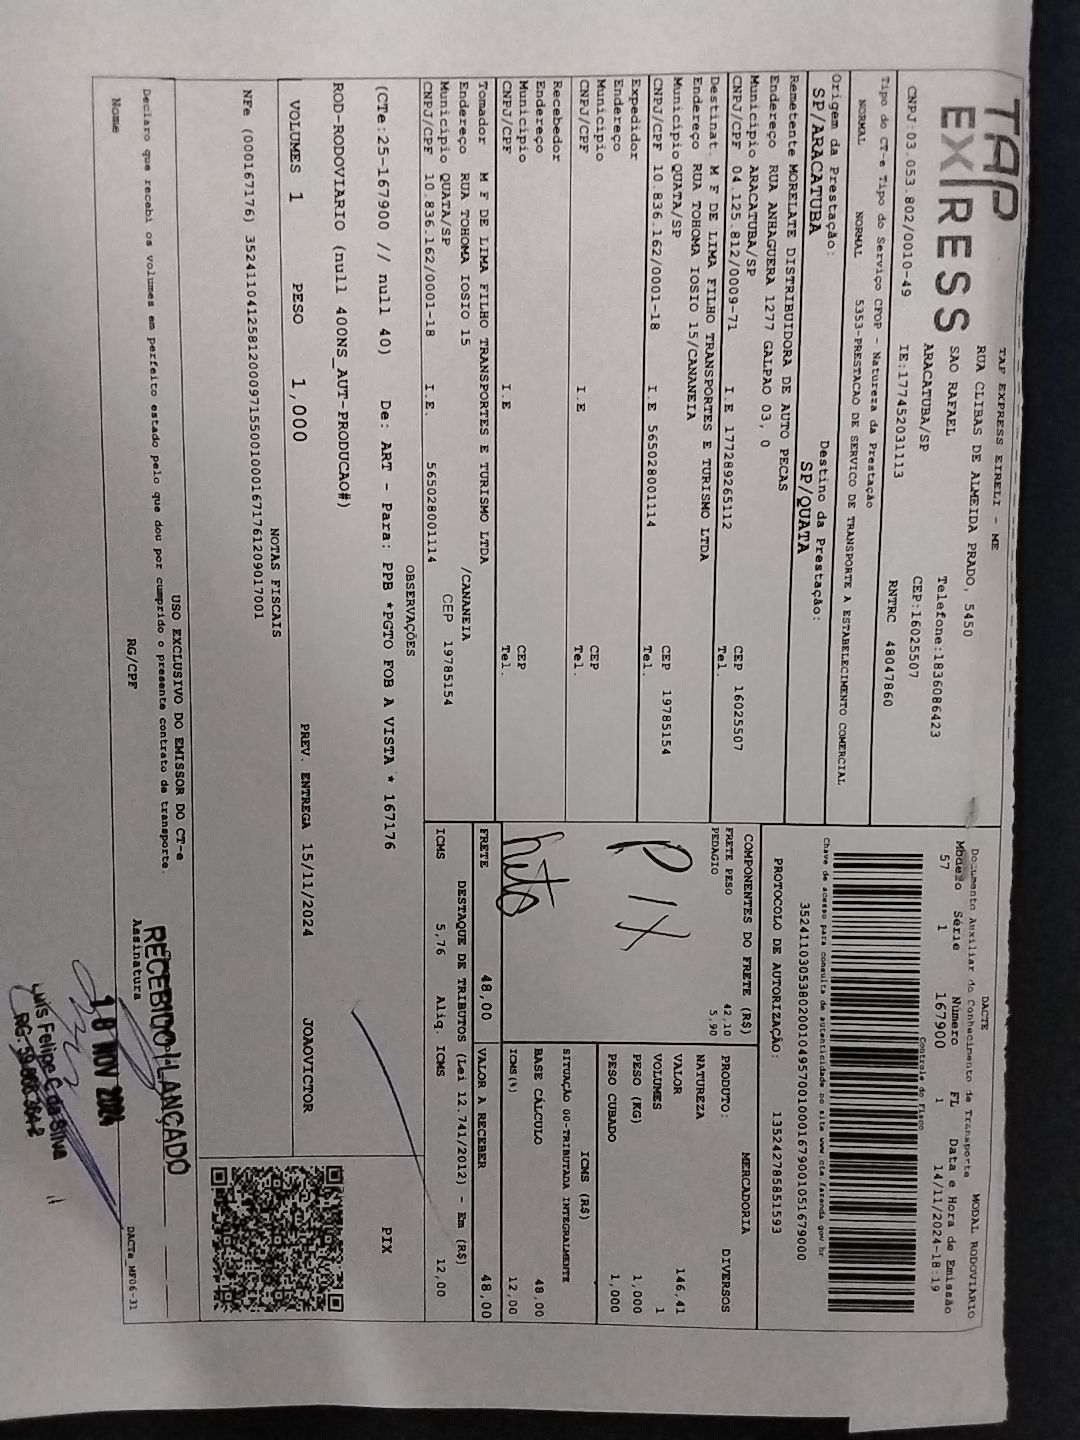 TAP
EXPRESS
TAP EXPRESS EIRELI - ME
RUA CLIBAS DE ALMEIDA PRADO, 5450
SAO RAFAEL
Telefone:1836086423
ARACATUBA/SP
CEP:16025507
CNPJ:03.053.802/0010-49
IE:177452031113
RNTRC 48047860
Tipo do CT-e Tipo do Serviço CFOP - Natureza da Prestação
NORMAL NORMAL 5353-PRESTACAO DE SERVICO DE TRANSPORTE A ESTABELECIMENTO COMERCIAL
Origem da Prestação: Destino da Prestação:
SP/ARACATUBA SP/QUATA
Remetente MORELATE DISTRIBUIDORA DE AUTO PECAS
Endereço RUA ANHAGUERA 1277 GALPAO 03, 0
Municipio ARACATUBA/SP CEP 16025507
CNPJ/CPF 04.125.812/0009-71 I.E 177289265112 Tel.
Destinat. M F DE LIMA FILHO TRANSPORTES E TURISMO LTDA
Endereço RUA TOHOMA IOSIO 15/CANANEIA
Municipio QUATA/SP CEP 19785154
CNPJ/CPF 10.836.162/0001-18 I.E 565028001114 Tel.
Expedidor
Endereço
Municipio CEP
CNPJ/CPF I.E Tel.
Recebedor
Endereço
Municipio CEP
CNPJ/CPF I.E Tel.
Tomador M F DE LIMA FILHO TRANSPORTES E TURISMO LTDA
Endereço RUA TOHOMA IOSIO 15 /CANANEIA
Municipio QUATA/SP CEP 19785154
CNPJ/CPF 10.836.162/0001-18 I.E. 565028001114
DACTE
Documento Auxiliar do Conhecimento de Transporte MODAL RODOVIARIO
Modelo Série Número FL Data e Hora de Emissão
57 1 167900 1 14/11/2024-18:19
Controle do Fisco
35241103053802001049570010001679001051679000
Chave de acesso para consulta de autenticidade no site www.cte.fazenda.gov.br
PROTOCOLO DE AUTORIZAÇÃO: 135242785851593
COMPONENTES DO FRETE (R$)
FRETE PESO 42,10
PEDAGIO 5,90
PIX
FRETE 48,00
MERCADORIA
PRODUTO: DIVERSOS
NATUREZA
VALOR 146,41
VOLUMES 1
PESO (KG) 1,000
PESO CUBADO 1,000
ICMS (R$)
SITUAÇÃO 00-TRIBUTADA INTEGRALMENTE
BASE CÁLCULO 48,00
ICMS(%) 12,00
VALOR A RECEBER 48,00
DESTAQUE DE TRIBUTOS (Lei 12.741/2012) - Em (R$)
ICMS 5,76 Aliq. ICMS 12,00
OBSERVAÇÕES
(CTe:25-167900 // null 40) De: ART - Para: PPB *PGTO FOB A VISTA * 167176
PIX
ROD-RODOVIARIO (null 400NS_AUT-PRODUCAO#)
VOLUMES 1 PESO 1,000 PREV. ENTREGA 15/11/2024 JOAOVICTOR
NOTAS FISCAIS
NFe (000167176) 35241104125812000971550010001671761209017001
USO EXCLUSIVO DO EMISSOR DO CT-e
Declaro que recebi os volumes em perfeito estado pelo que dou por cumprido o presente contrato de transporte.
Nome RG/CPF Assinatura
RECEBIDO/LANÇADO
18 NOV 2024
Luis Felipe C da Silva
DACTe_MF06-31